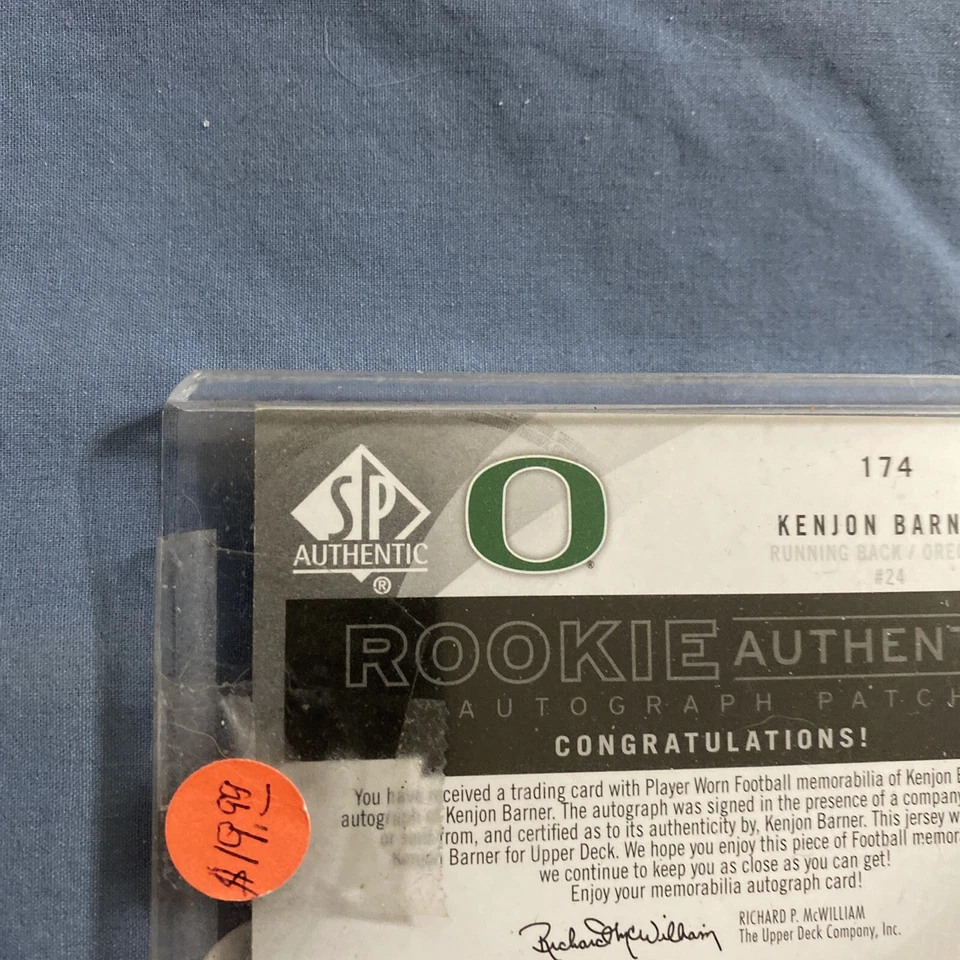 SP
AUTHENTIC
®
O
®
174
KENJON BARN
RUNNING BACK / OREG
#24
ROOKIE AUTHENT
AUTOGRAPH PATCH
CONGRATULATIONS!
You have received a trading card with Player Worn Football memorabilia of Kenjon B
autog Kenjon Barner. The autograph was signed in the presence of a company
from, and certified as to its authenticity by, Kenjon Barner. This jersey w
Kenjon Barner for Upper Deck. We hope you enjoy this piece of Football memor
we continue to keep you as close as you can get!
Enjoy your memorabilia autograph card!
Richard P. McWilliam
RICHARD P. McWILLIAM
The Upper Deck Company, Inc.
$19.99